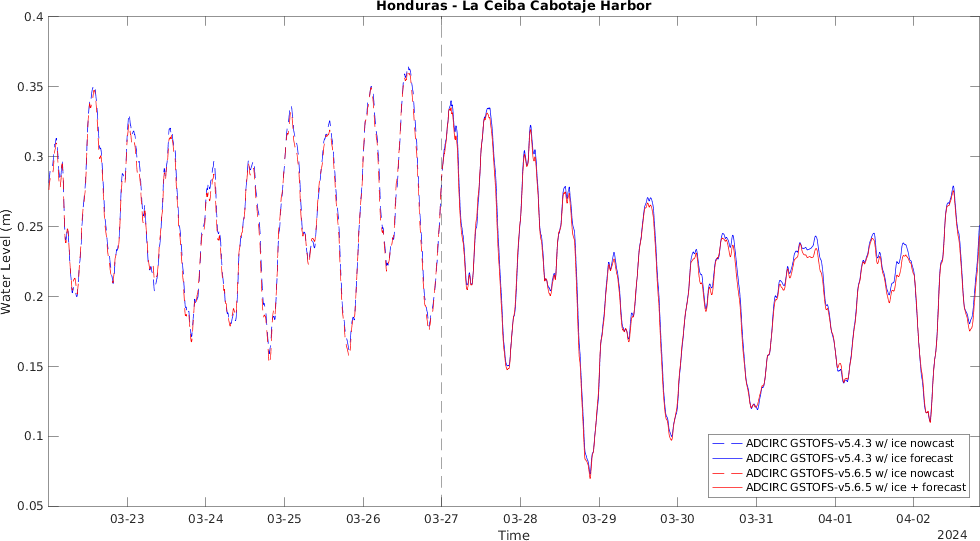 Honduras - La Ceiba Cabotaje Harbor
0.4
0.35
0.3
0.25
0.2
0.15
0.1
0.05
Water Level (m)
ADCIRC GSTOFS-v5.4.3 w/ ice nowcast
ADCIRC GSTOFS-v5.4.3 w/ ice forecast
ADCIRC GSTOFS-v5.6.5 w/ ice nowcast
ADCIRC GSTOFS-v5.6.5 w/ ice + forecast
03-23 03-24 03-25 03-26 03-27 03-28 03-29 03-30 03-31 04-01 04-02
Time
2024